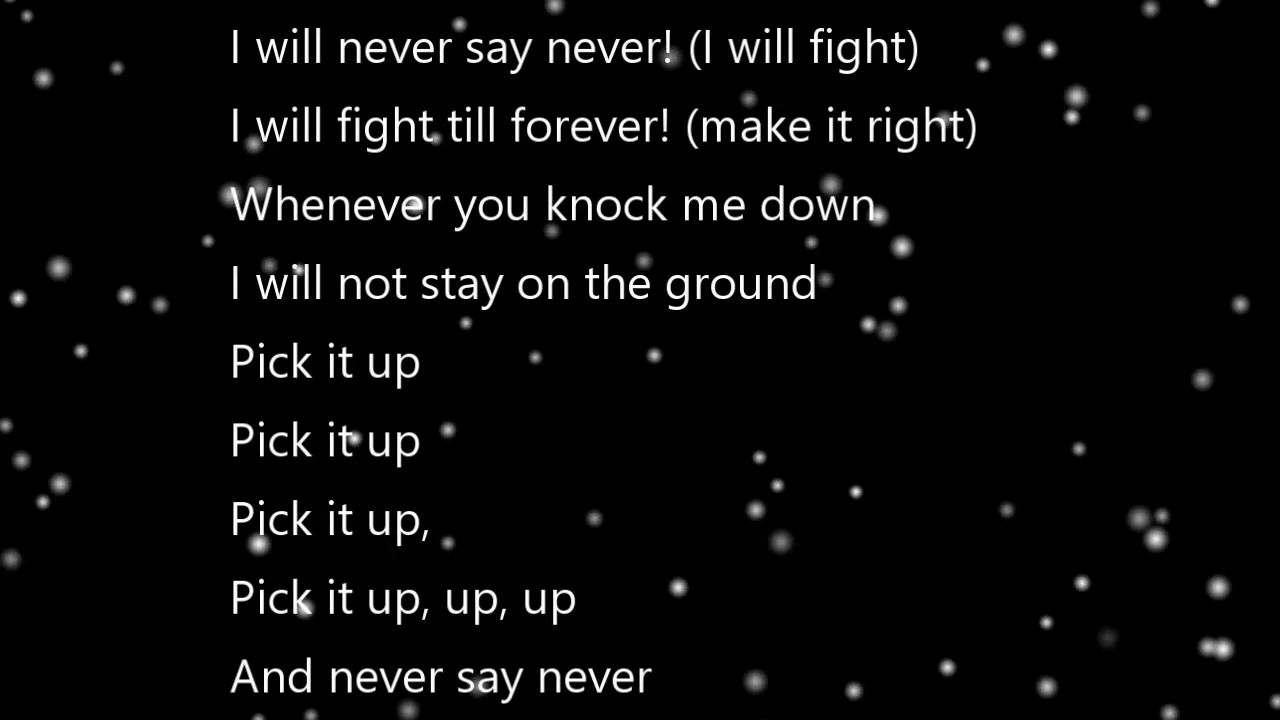 I will never say never! (I will fight)
I will fight till forever! (make it right)
Whenever you knock me down
I will not stay on the ground
Pick it up
Pick it up
Pick it up,
Pick it up, up, up
And never say never